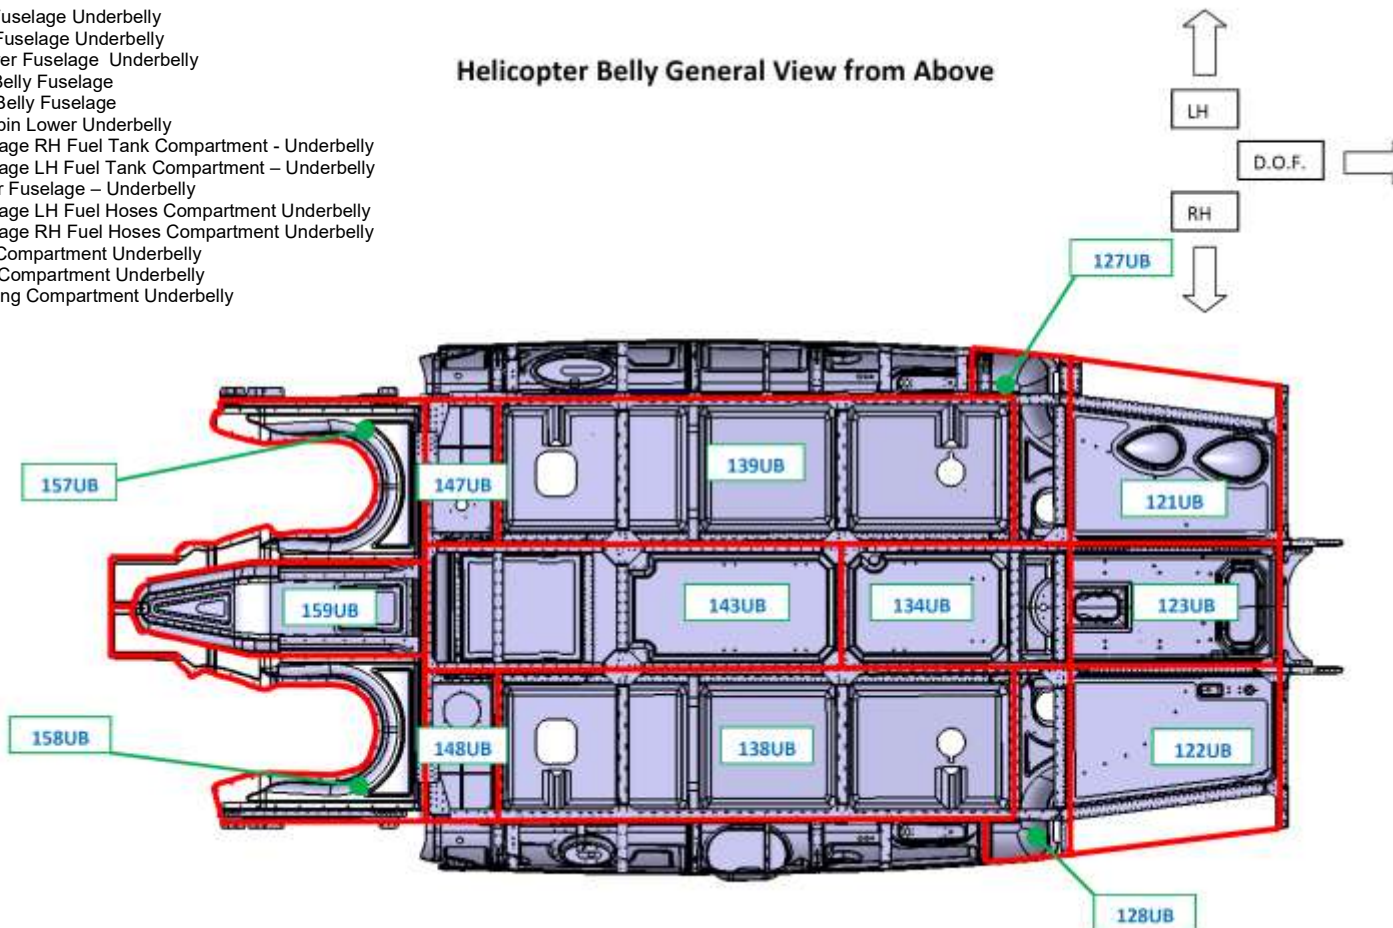 Fuselage Underbelly
Fuselage Underbelly
er Fuselage  Underbelly
Belly Fuselage
Belly Fuselage
bin Lower Underbelly
age RH Fuel Tank Compartment - Underbelly
age LH Fuel Tank Compartment – Underbelly
r Fuselage – Underbelly
age LH Fuel Hoses Compartment Underbelly
age RH Fuel Hoses Compartment Underbelly
Compartment Underbelly
Compartment Underbelly
ng Compartment Underbelly
Helicopter Belly General View from Above
LH
D.O.F.
RH
127UB
157UB
147UB
139UB
121UB
159UB
143UB
134UB
123UB
158UB
148UB
138UB
122UB
128UB